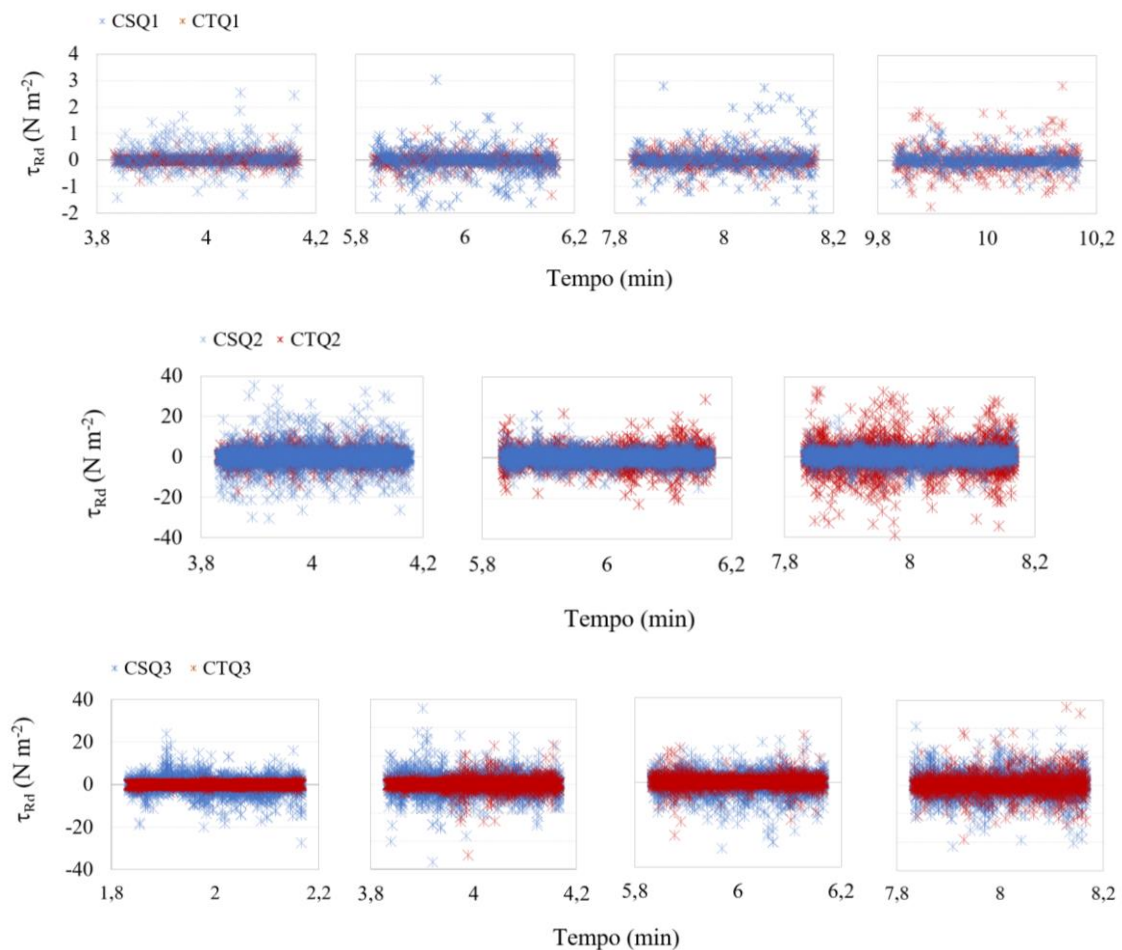 CSQ1 CTQ1
τRd (N m-2)
4
3
2
1
0
-1
-2
3,8 4 4,2 5,8 6 6,2 7,8 8 8,2 9,8 10 10,2
Tempo (min)
CSQ2 CTQ2
τRd (N m-2)
40
20
0
-20
-40
3,8 4 4,2 5,8 6 6,2 7,8 8 8,2
Tempo (min)
CSQ3 CTQ3
τRd (N m-2)
40
20
0
-20
-40
1,8 2 2,2 3,8 4 4,2 5,8 6 6,2 7,8 8 8,2
Tempo (min)